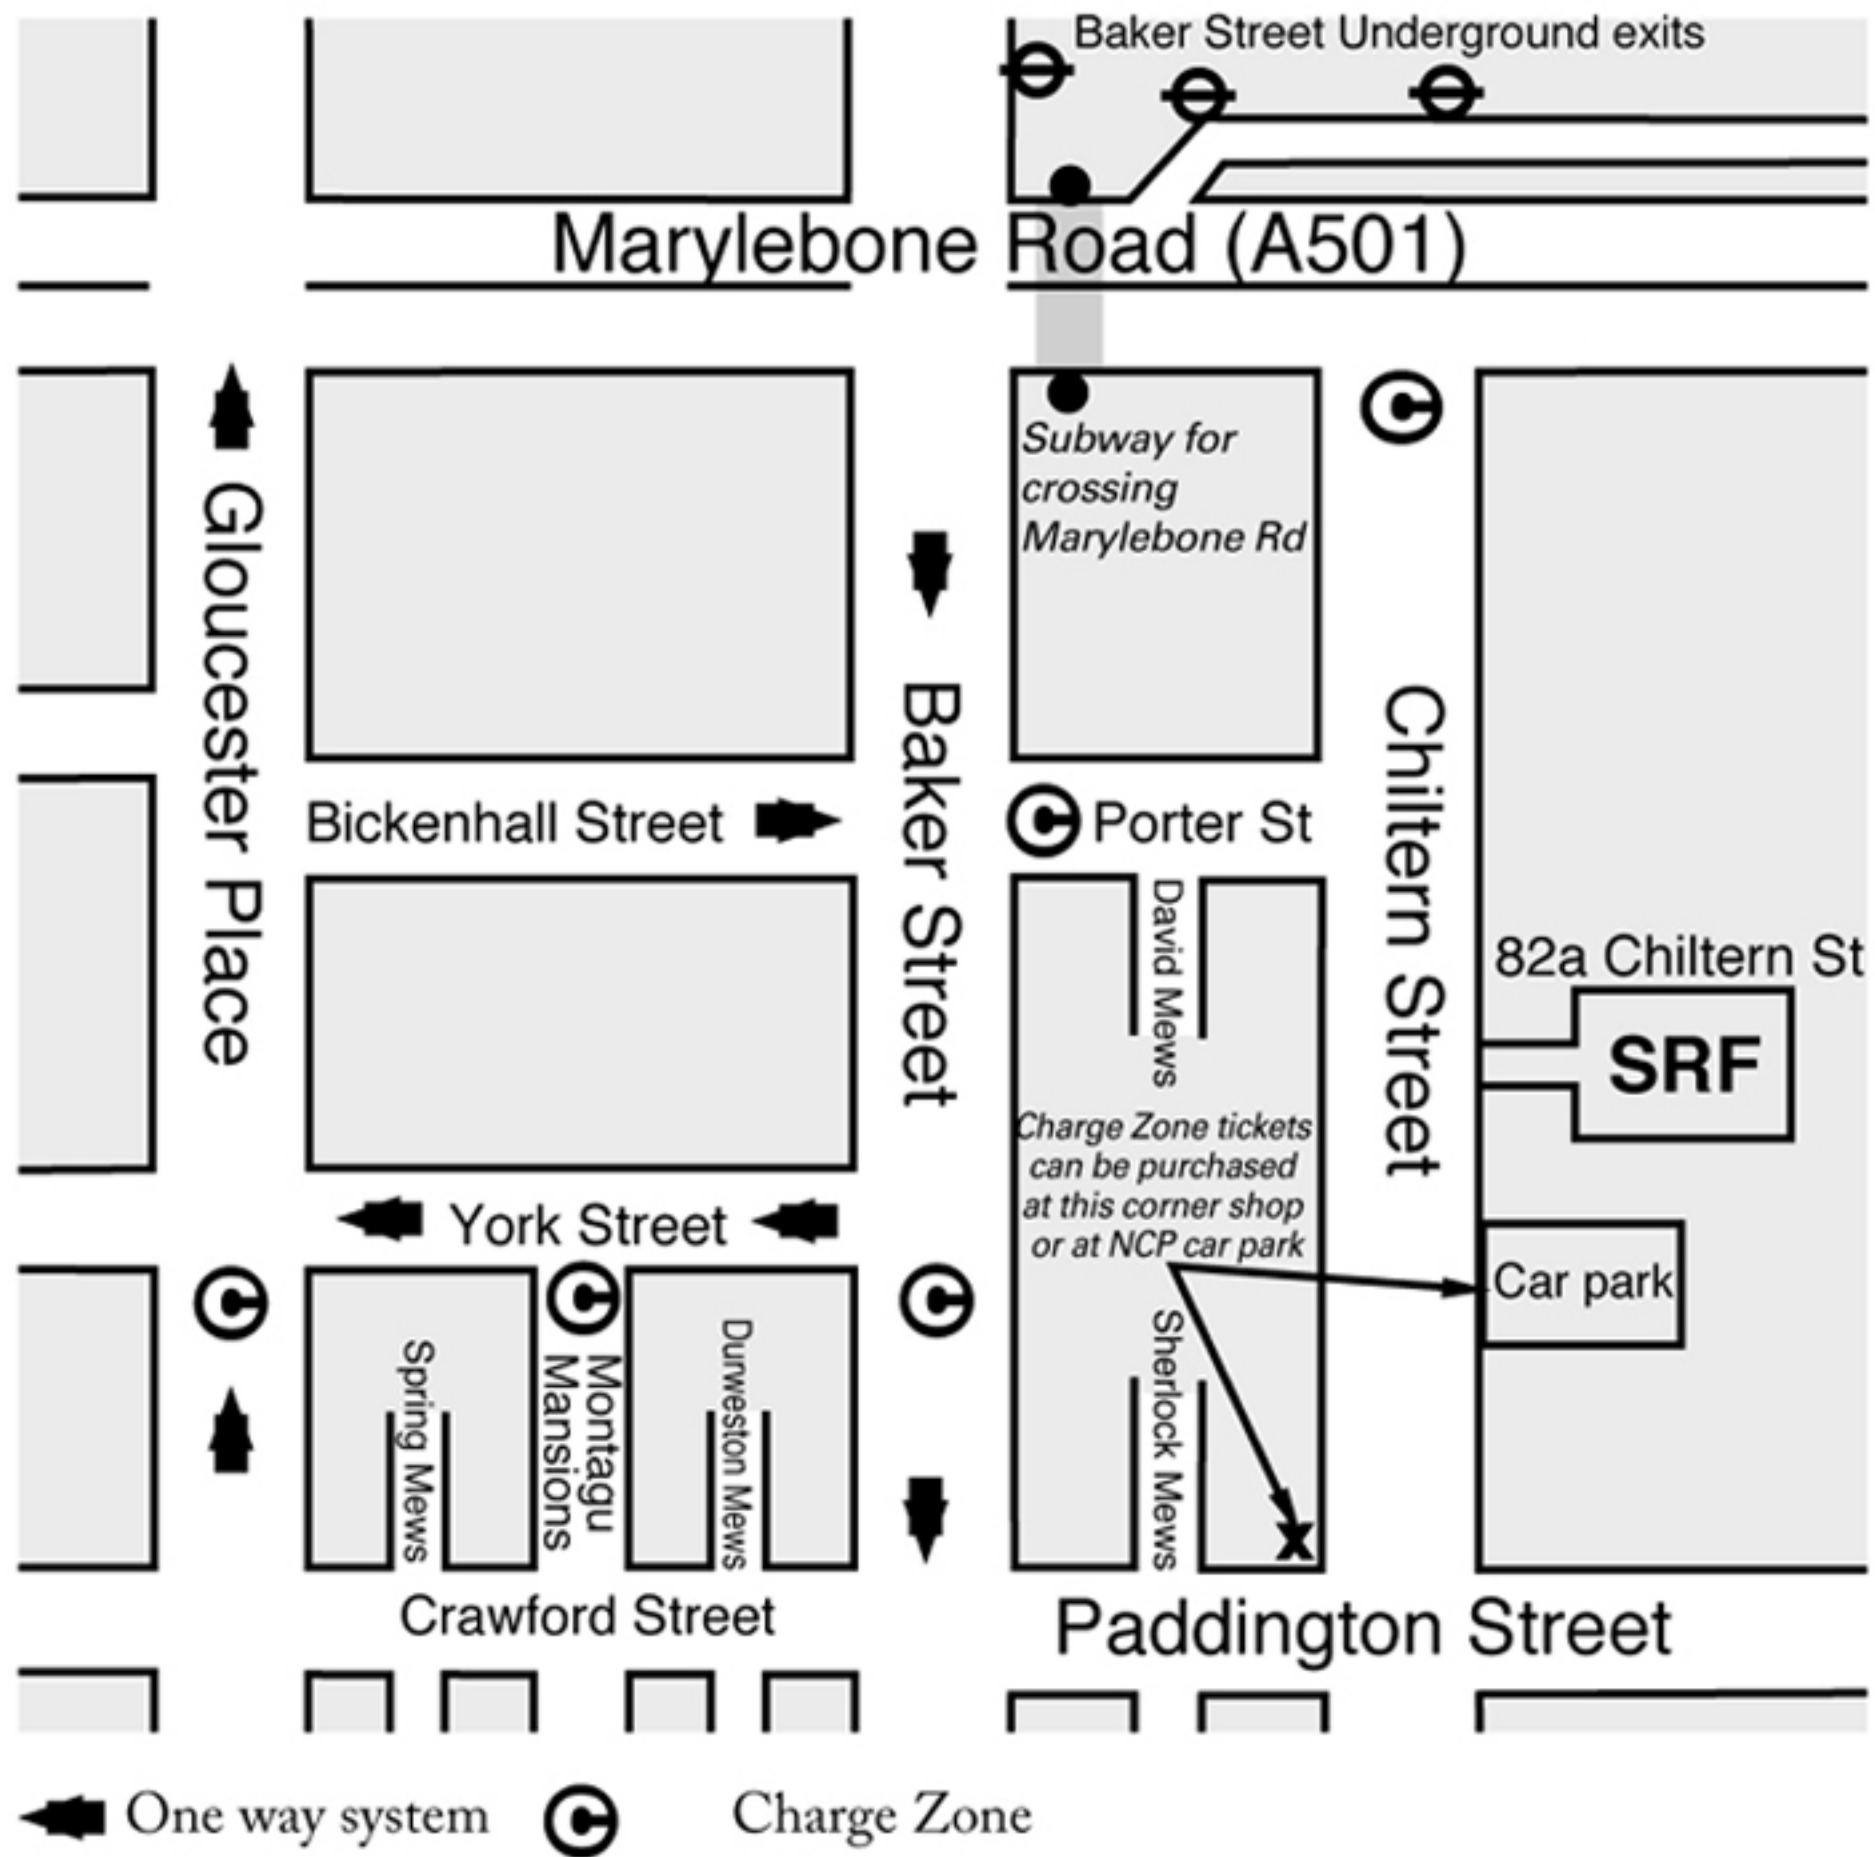 Baker Street Underground exits
Marylebone Road (A501)
Subway for
crossing
Marylebone Rd
Gloucester Place
Baker Street
Chiltern Street
Bickenhall Street
C
C
Porter St
David Mews
82a Chiltern St
SRF
Charge Zone tickets
can be purchased
at this corner shop
or at NCP car park
York Street
Car park
C
C
C
Spring Mews
Montagu
Mansions
Durweston Mews
Sherlock Mews
X
Crawford Street
Paddington Street
One way system
C
Charge Zone